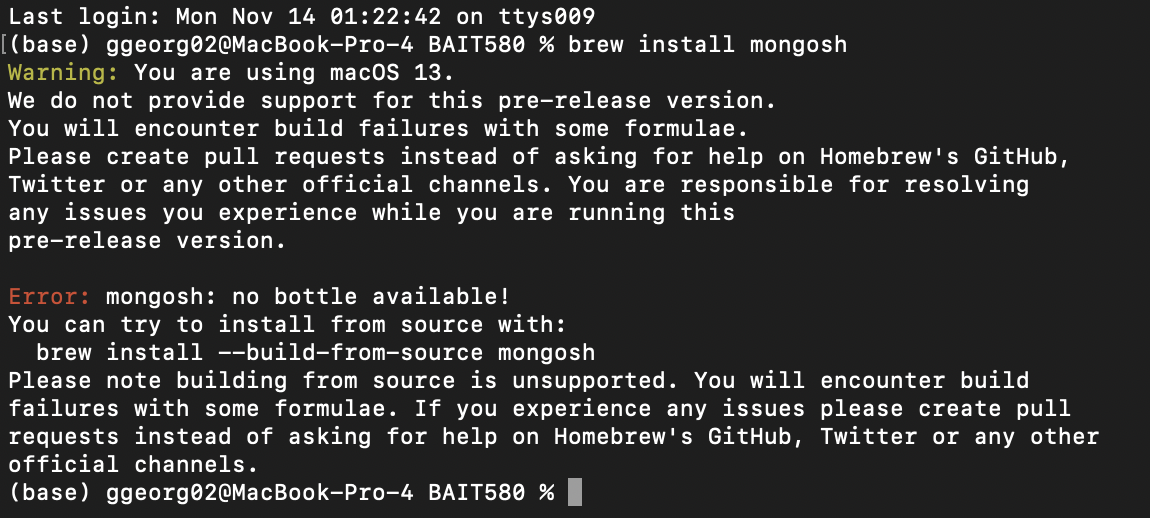 Last login: Mon Nov 14 01:22:42 on ttys009
[(base) ggeorg02@MacBook-Pro-4 BAIT580 % brew install mongosh
Warning: You are using macOS 13.
We do not provide support for this pre-release version.
You will encounter build failures with some formulae.
Please create pull requests instead of asking for help on Homebrew's GitHub,
Twitter or any other official channels. You are responsible for resolving
any issues you experience while you are running this
pre-release version.

Error: mongosh: no bottle available!
You can try to install from source with:
  brew install --build-from-source mongosh
Please note building from source is unsupported. You will encounter build
failures with some formulae. If you experience any issues please create pull
requests instead of asking for help on Homebrew's GitHub, Twitter or any other
official channels.
(base) ggeorg02@MacBook-Pro-4 BAIT580 %